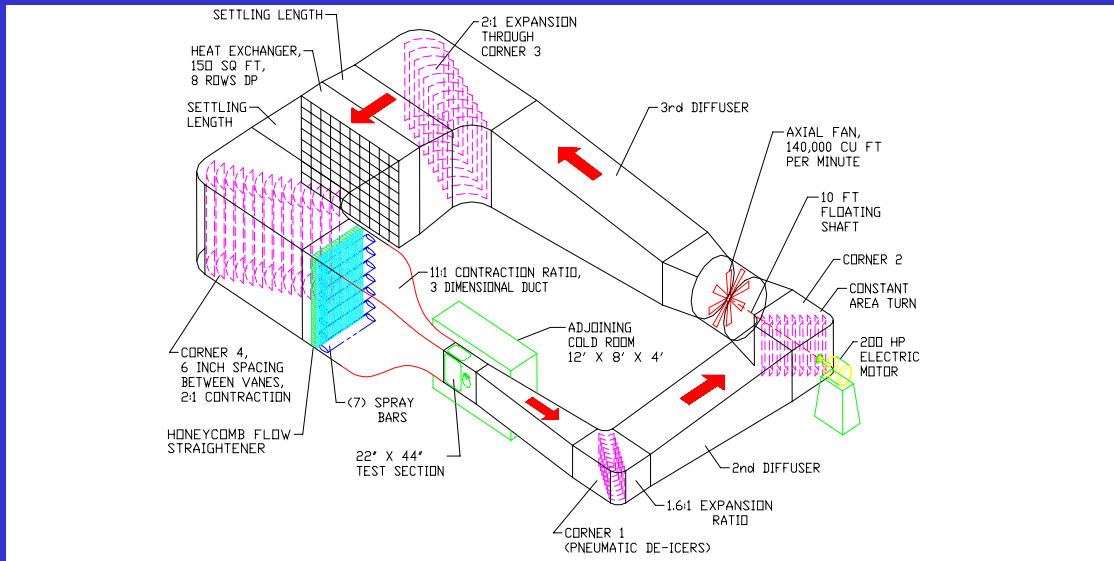 SETTLING LENGTH
2:1 EXPANSION
THROUGH
CORNER 3
HEAT EXCHANGER,
150 SQ FT,
8 ROWS DP
SETTLING
LENGTH
3rd DIFFUSER
AXIAL FAN,
140,000 CU FT
PER MINUTE
10 FT
FLOATING
SHAFT
CORNER 2
CONSTANT
AREA TURN
11:1 CONTRACTION RATIO,
3 DIMENSIONAL DUCT
ADJOINING
COLD ROOM
12' X 8' X 4'
200 HP
ELECTRIC
MOTOR
CORNER 4,
6 INCH SPACING
BETWEEN VANES,
2:1 CONTRACTION
(7) SPRAY
BARS
HONEYCOMB FLOW
STRAIGHTENER
22" X 44"
TEST SECTION
2nd DIFFUSER
1.6:1 EXPANSION
RATIO
CORNER 1
(PNEUMATIC DE-ICERS)